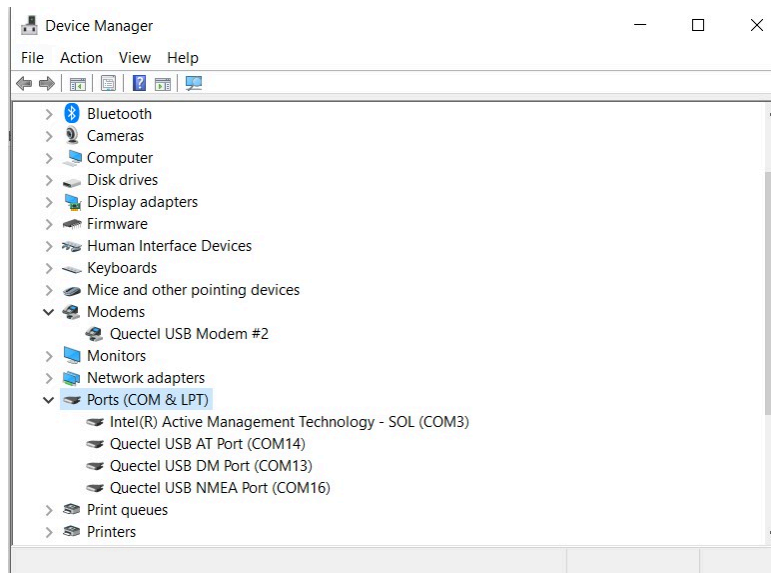 Device Manager
File Action View Help
Bluetooth
Cameras
Computer
Disk drives
Display adapters
Firmware
Human Interface Devices
Keyboards
Mice and other pointing devices
Modems
Quectel USB Modem #2
Monitors
Network adapters
Ports (COM & LPT)
Intel(R) Active Management Technology - SOL (COM3)
Quectel USB AT Port (COM14)
Quectel USB DM Port (COM13)
Quectel USB NMEA Port (COM16)
Print queues
Printers